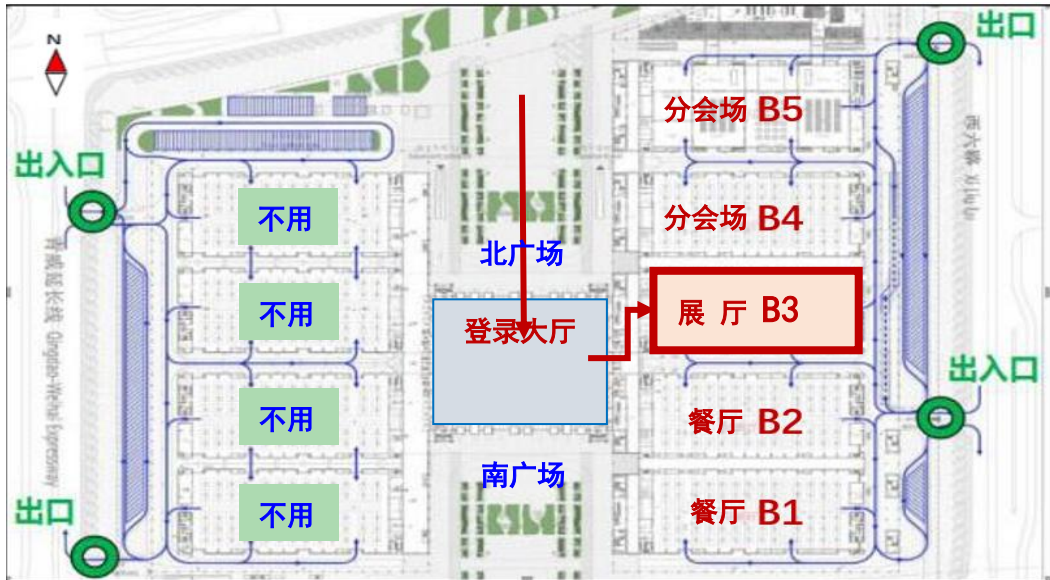 出口
N
分会场 B5
出入口
不用
分会场 B4
北广场
不用
展 厅 B3
登录大厅
出入口
不用
餐厅 B2
南广场
出口
不用
餐厅 B1